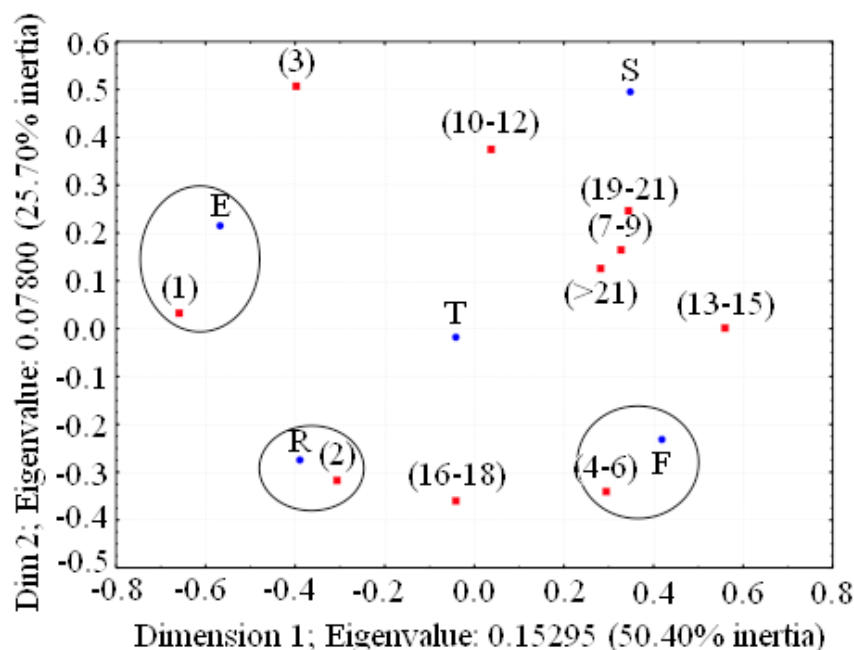 0.6
(3)
S
0.5
(10-12)
0.4
0.3
(19-21)
E
(7-9)
0.2
0.1
(1)
(>21)
(13-15)
T
0.0
-0.1
-0.2
R
(2)
(16-18)
(4-6)
F
-0.3
-0.4
-0.5
-0.8 -0.6 -0.4 -0.2 0.0 0.2 0.4 0.6 0.8
Dim 2; Eigenvalue: 0.07800 (25.70% inertia)
Dimension 1; Eigenvalue: 0.15295 (50.40% inertia)